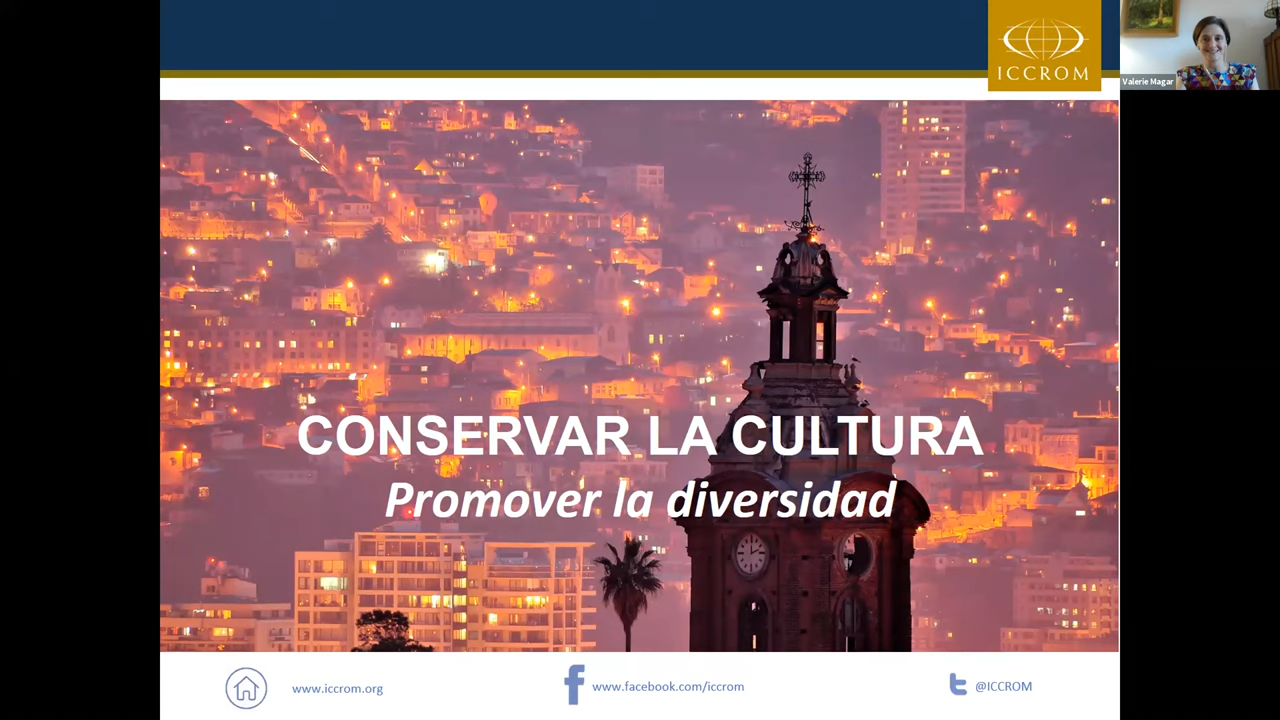 ICCROM
Valerie Magar
CONSERVAR LA CULTURA
Promover la diversidad
www.iccrom.org
www.facebook.com/iccrom
@ICCROM